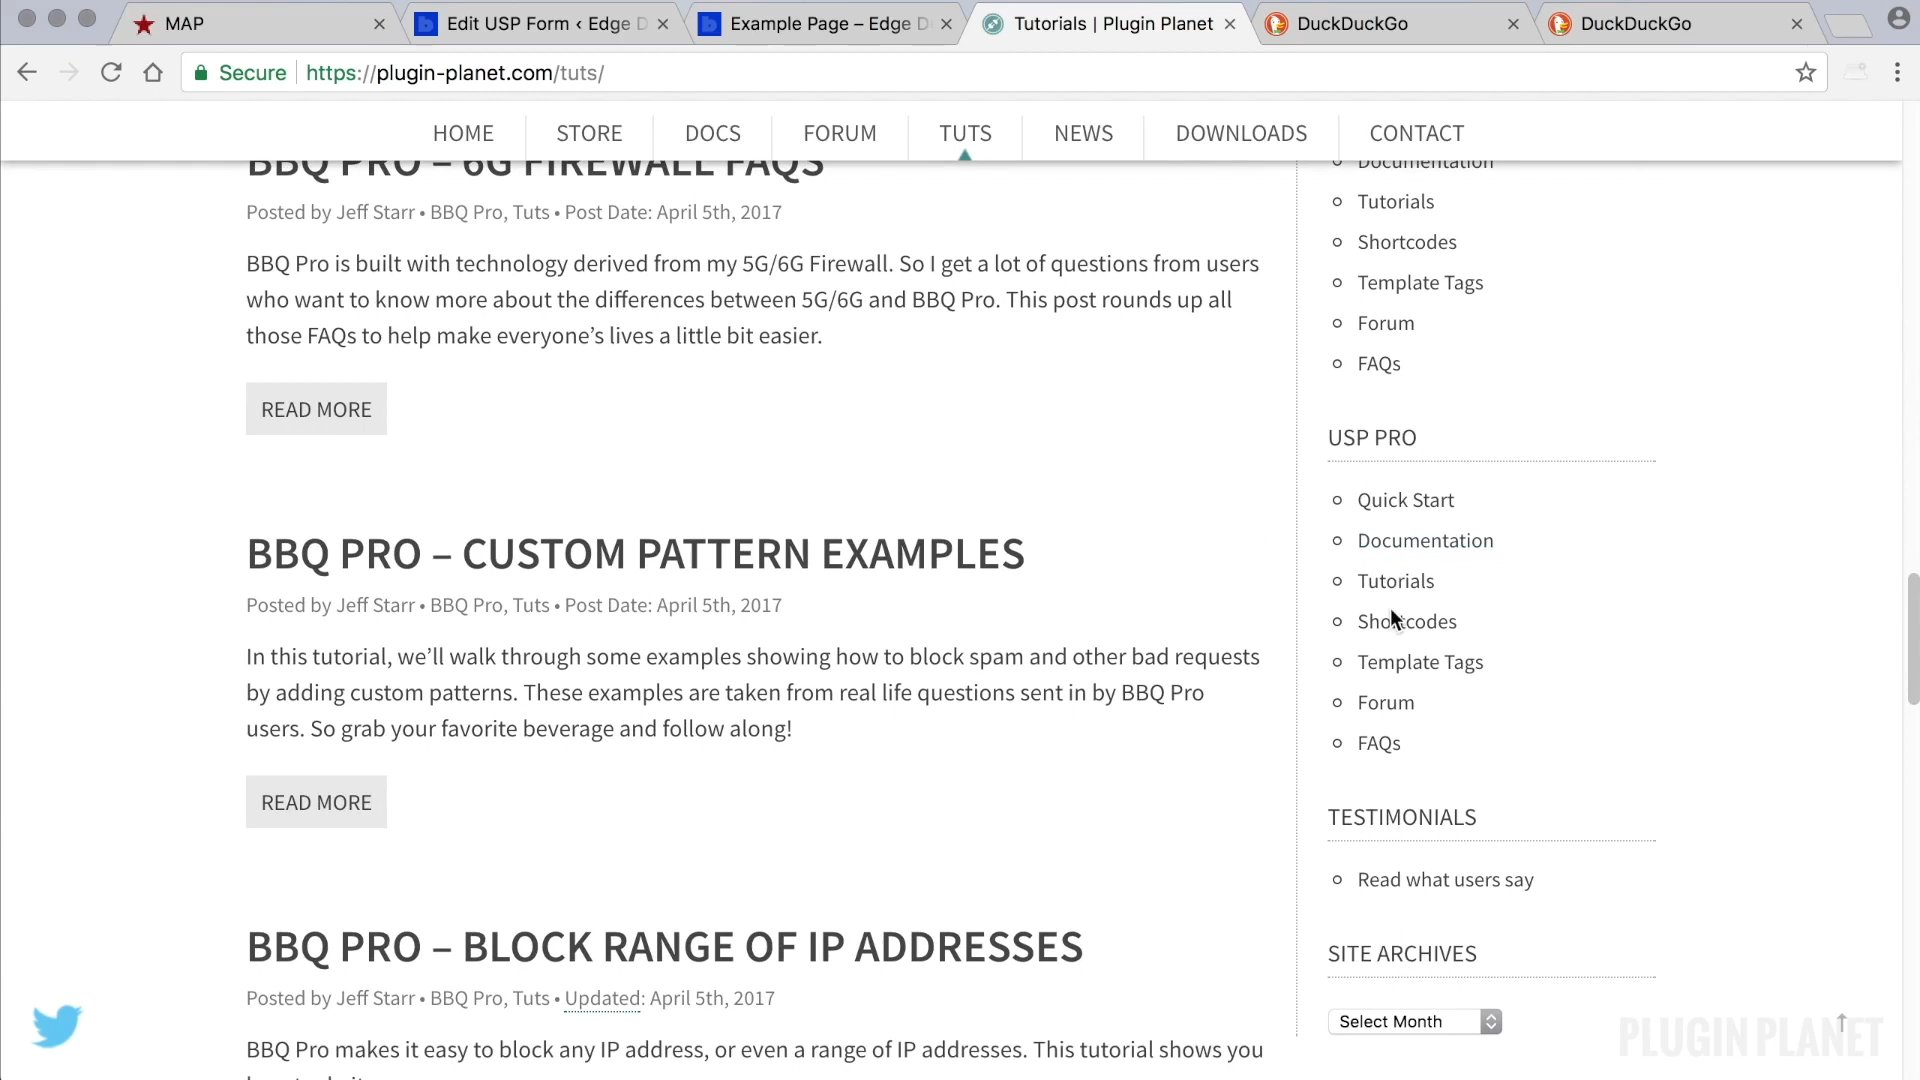 MAP
Edit USP Form ‹ Edge D
Example Page – Edge D
Tutorials | Plugin Planet
DuckDuckGo
DuckDuckGo
Secure
https://plugin-planet.com/tuts/
HOME
STORE
DOCS
FORUM
TUTS
NEWS
DOWNLOADS
CONTACT
BBQ PRO – 6G FIREWALL FAQS
Posted by Jeff Starr • BBQ Pro, Tuts • Post Date: April 5th, 2017
BBQ Pro is built with technology derived from my 5G/6G Firewall. So I get a lot of questions from users
who want to know more about the differences between 5G/6G and BBQ Pro. This post rounds up all
those FAQs to help make everyone’s lives a little bit easier.
READ MORE
BBQ PRO – CUSTOM PATTERN EXAMPLES
Posted by Jeff Starr • BBQ Pro, Tuts • Post Date: April 5th, 2017
In this tutorial, we’ll walk through some examples showing how to block spam and other bad requests
by adding custom patterns. These examples are taken from real life questions sent in by BBQ Pro
users. So grab your favorite beverage and follow along!
READ MORE
BBQ PRO – BLOCK RANGE OF IP ADDRESSES
Posted by Jeff Starr • BBQ Pro, Tuts • Updated: April 5th, 2017
BBQ Pro makes it easy to block any IP address, or even a range of IP addresses. This tutorial shows you
Documentation
Tutorials
Shortcodes
Template Tags
Forum
FAQs
USP PRO
Quick Start
Documentation
Tutorials
Shortcodes
Template Tags
Forum
FAQs
TESTIMONIALS
Read what users say
SITE ARCHIVES
Select Month
PLUGIN PLANET